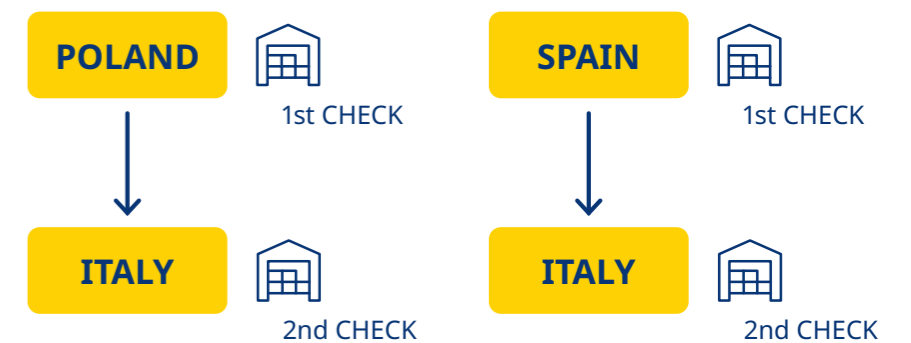 POLAND
1st CHECK
ITALY
2nd CHECK
SPAIN
1st CHECK
ITALY
2nd CHECK